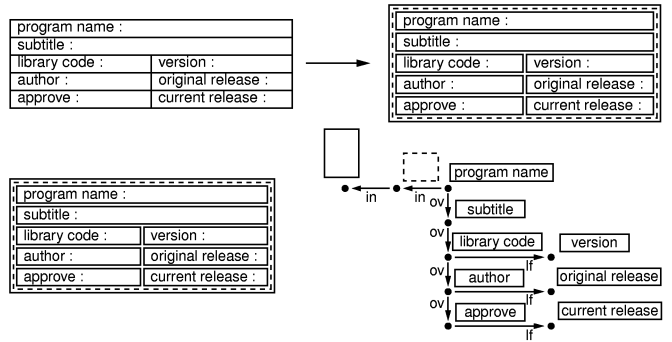 program name :
subtitle :
library code : version :
author : original release :
approve : current release :
program name :
subtitle :
library code : version :
author : original release :
approve : current release :
program name :
subtitle :
library code : version :
author : original release :
approve : current release :
program name
in in
ov
subtitle
ov
library code version
lf
ov
author original release
lf
ov
approve current release
lf